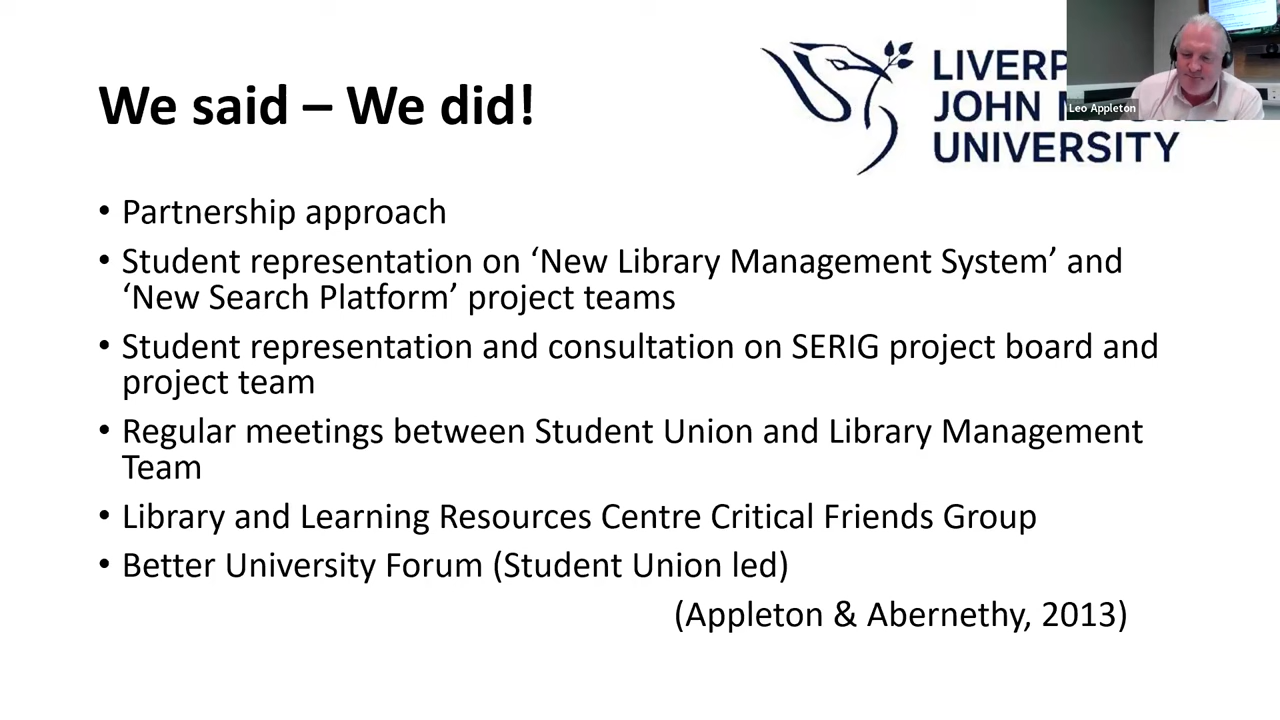 We said – We did!
LIVERP
JOHN M
UNIVERSITY
Leo Appleton
• Partnership approach
• Student representation on ‘New Library Management System’ and
‘New Search Platform’ project teams
• Student representation and consultation on SERIG project board and
project team
• Regular meetings between Student Union and Library Management
Team
• Library and Learning Resources Centre Critical Friends Group
• Better University Forum (Student Union led)
(Appleton & Abernethy, 2013)